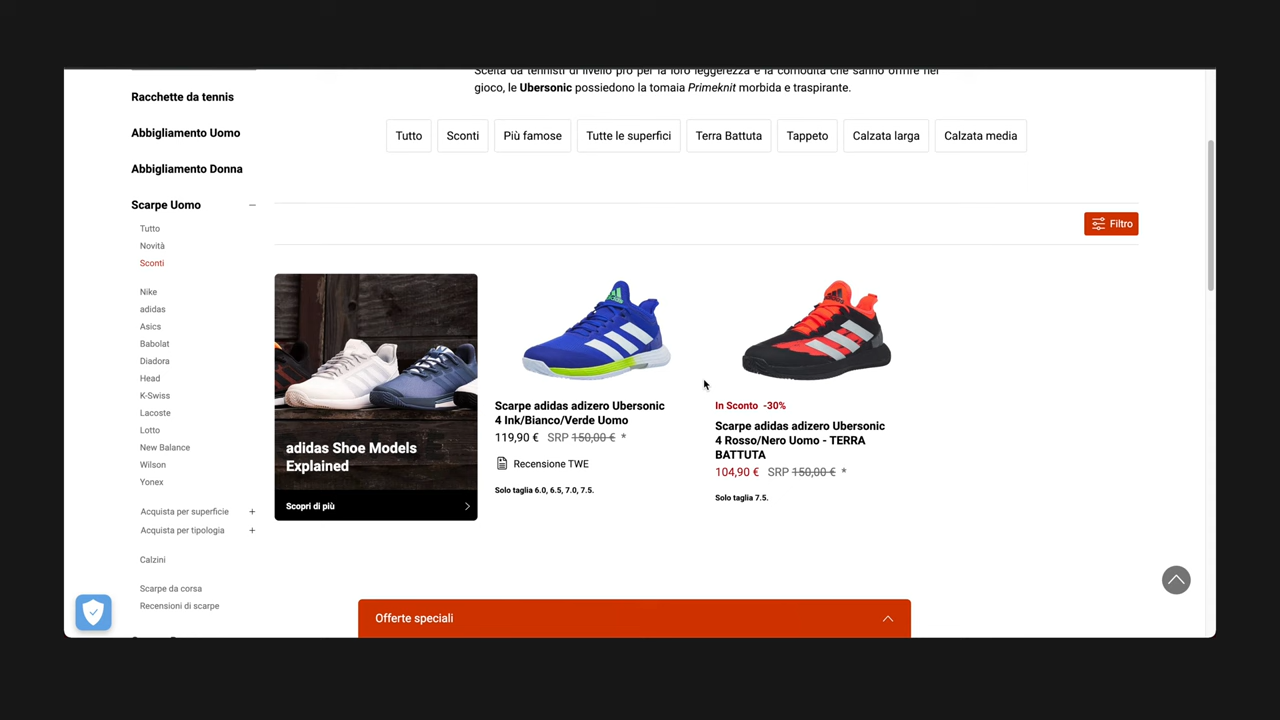 Scelta da tennisti di livello pro per la loro leggerezza e la comodità che sanno offrire nel
gioco, le Ubersonic possiedono la tomaia Primeknit morbida e traspirante.
Racchette da tennis
Abbigliamento Uomo
Abbigliamento Donna
Scarpe Uomo
Tutto
Novità
Sconti
Nike
adidas
Asics
Babolat
Diadora
Head
K-Swiss
Lacoste
Lotto
New Balance
Wilson
Yonex
Acquista per superficie +
Acquista per tipologia +
Calzini
Scarpe da corsa
Recensioni di scarpe
Tutto Sconti Più famose Tutte le superfici Terra Battuta Tappeto Calzata larga Calzata media
Filtro
adidas Shoe Models
Explained
Scopri di più
Scarpe adidas adizero Ubersonic
4 Ink/Bianco/Verde Uomo
119,90 € SRP 150,00 € *
Recensione TWE
Solo taglia 6.0, 6.5, 7.0, 7.5.
In Sconto -30%
Scarpe adidas adizero Ubersonic
4 Rosso/Nero Uomo - TERRA
BATTUTA
104,90 € SRP 150,00 € *
Solo taglia 7.5.
Offerte speciali